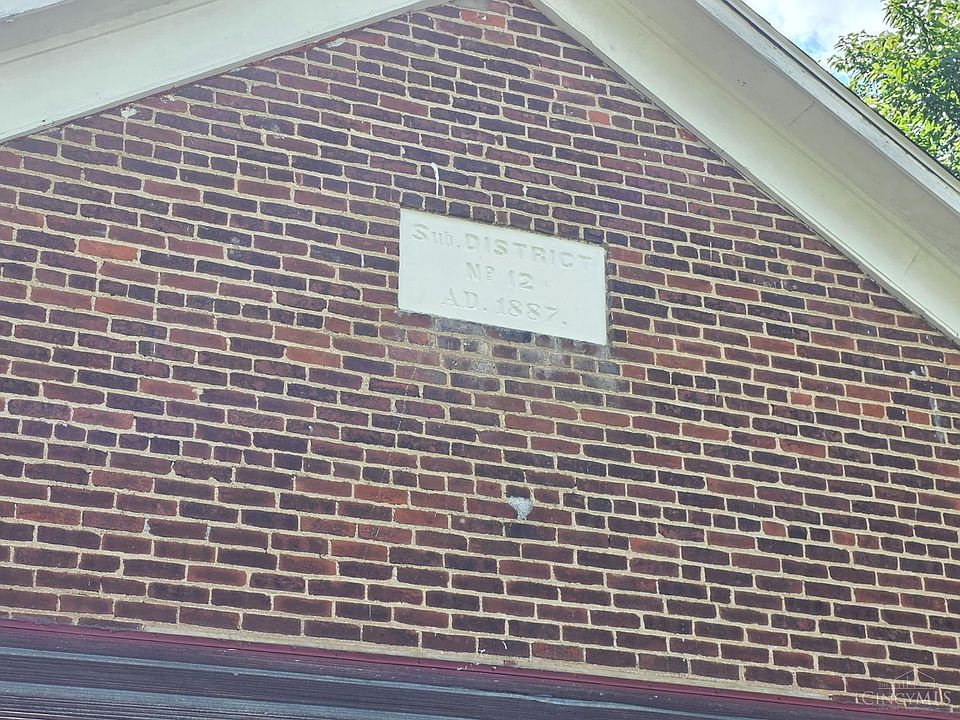 Sub. DISTRICT
No 12
AD. 1887.
CINCYMLS